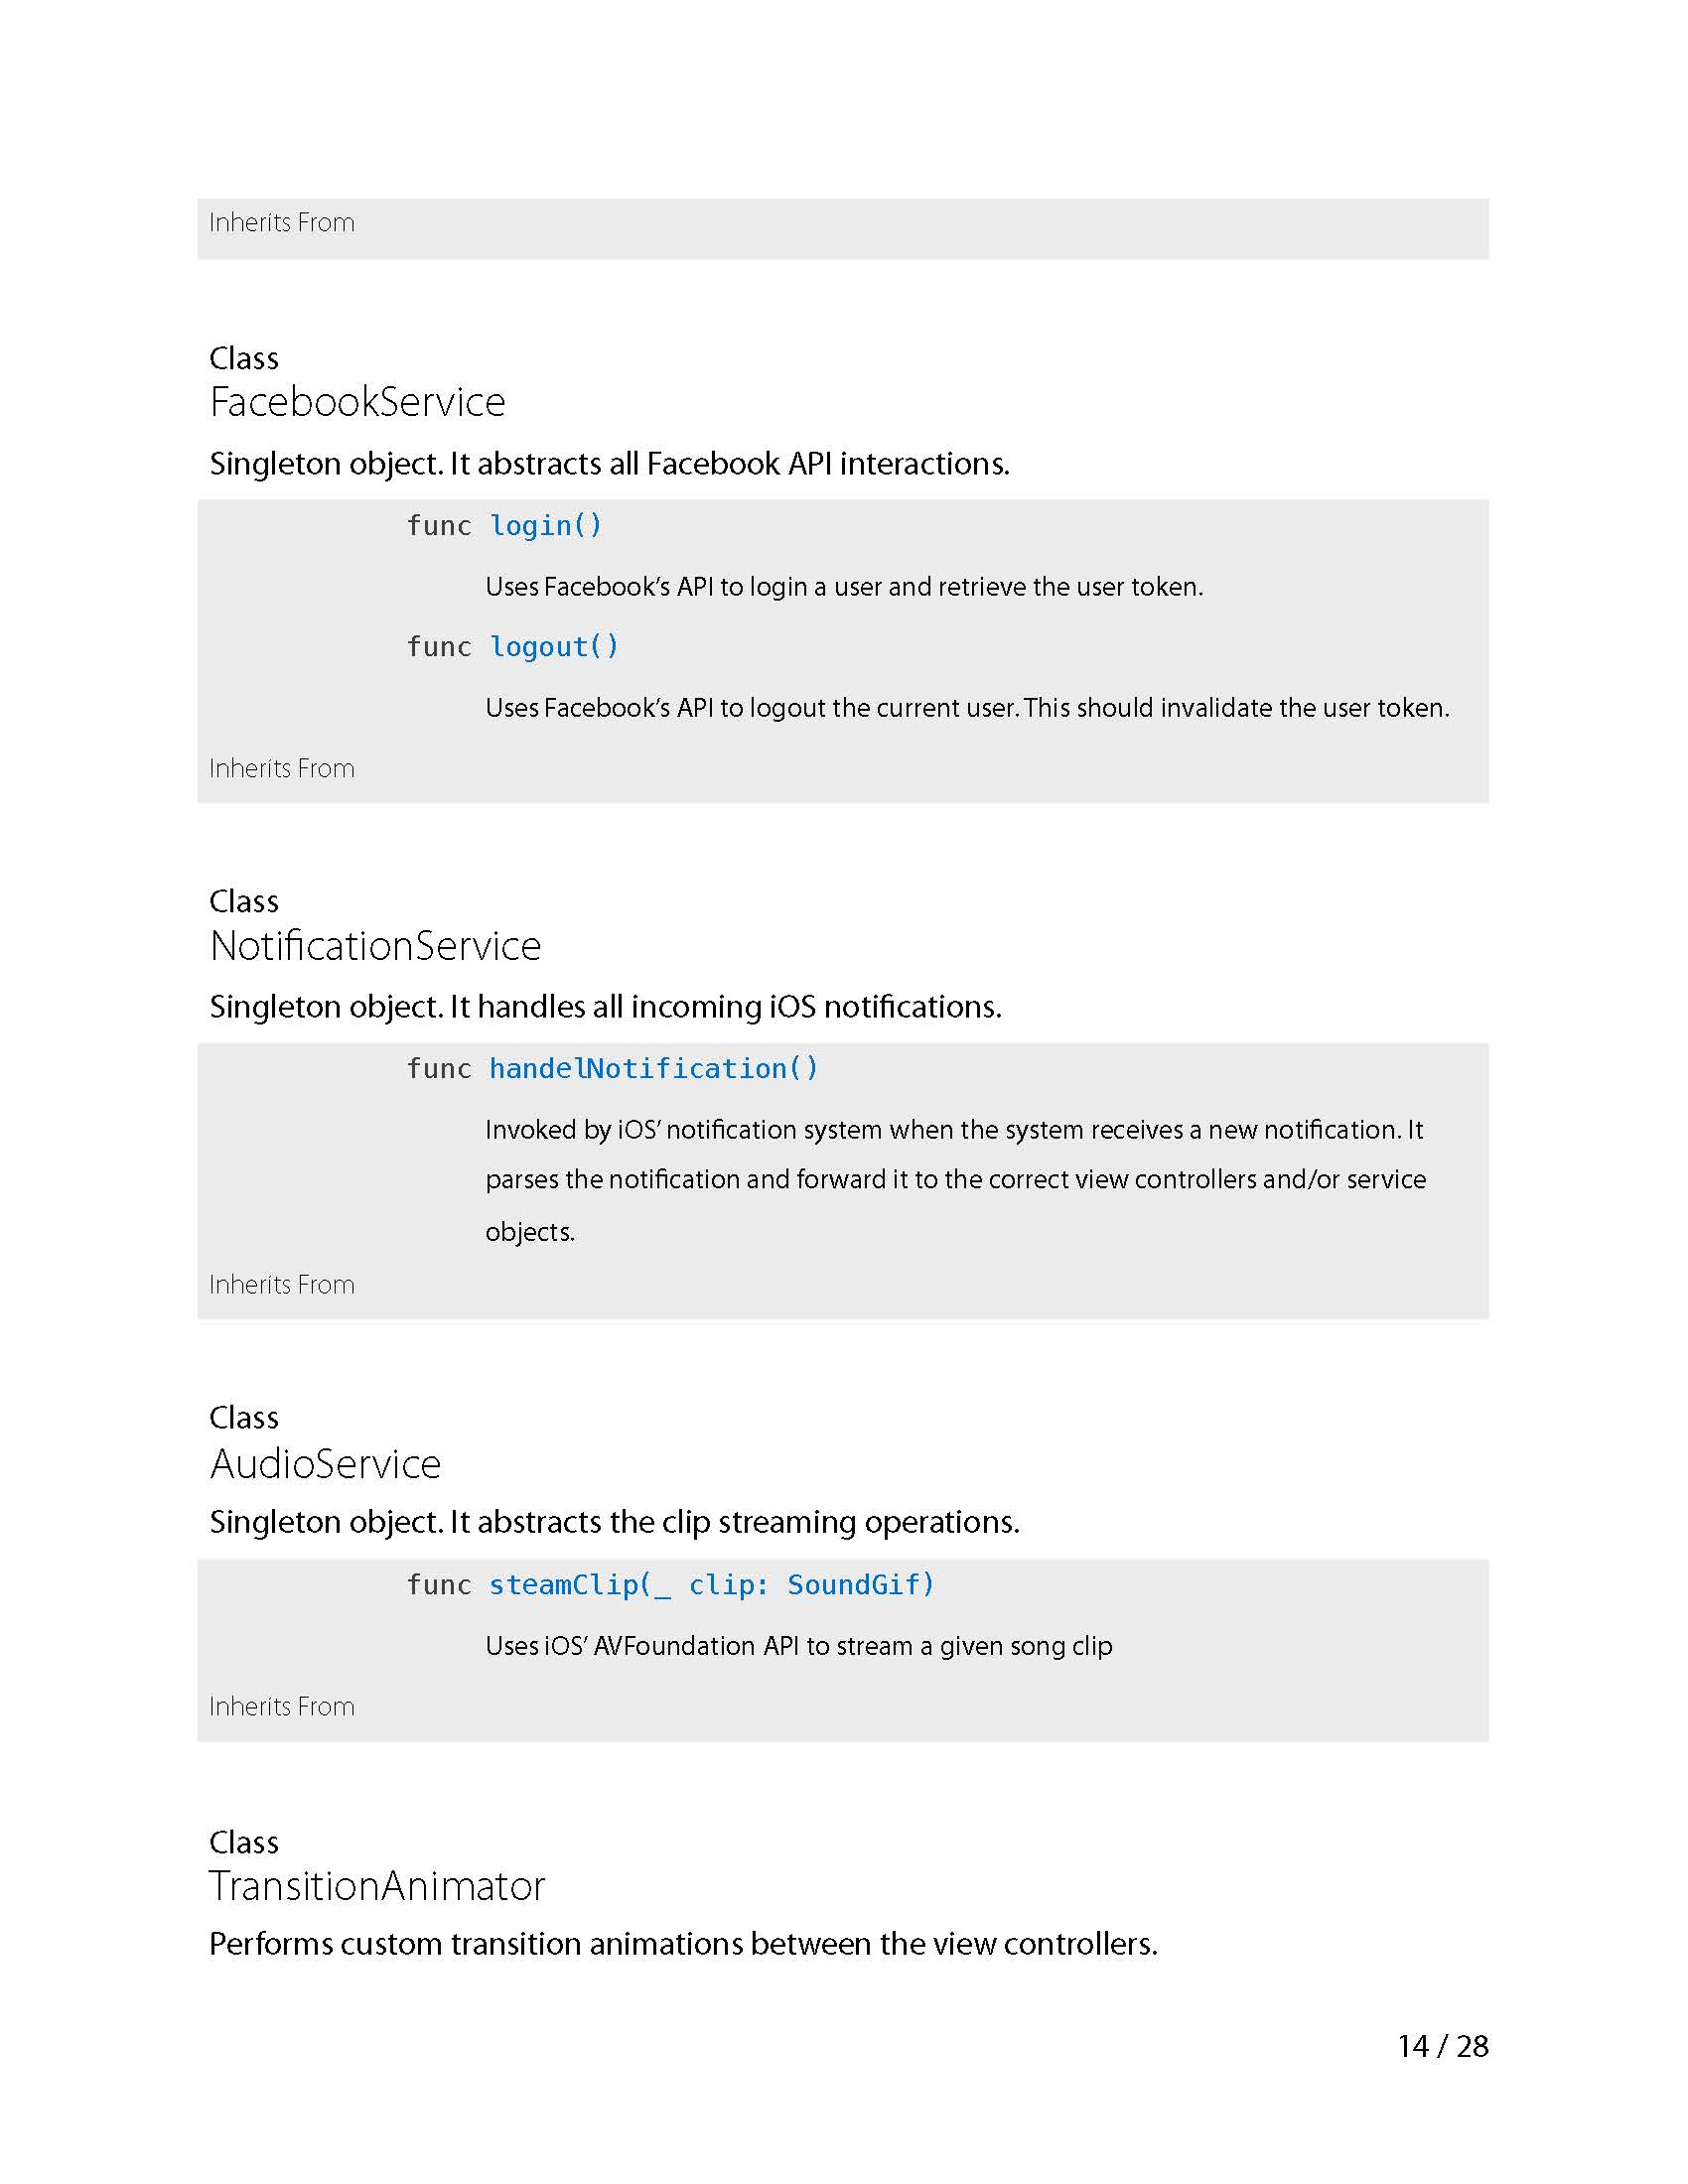 Inherits From
Class
FacebookService
Singleton object. It abstracts all Facebook API interactions.
func login()
Uses Facebook’s API to login a user and retrieve the user token.
func logout()
Uses Facebook’s API to logout the current user. This should invalidate the user token.
Inherits From
Class
NotificationService
Singleton object. It handles all incoming iOS notifications.
func handelNotification()
Invoked by iOS’ notification system when the system receives a new notification. It
parses the notification and forward it to the correct view controllers and/or service
objects.
Inherits From
Class
AudioService
Singleton object. It abstracts the clip streaming operations.
func steamClip(_ clip: SoundGif)
Uses iOS’ AVFoundation API to stream a given song clip
Inherits From
Class
TransitionAnimator
Performs custom transition animations between the view controllers.
14 / 28